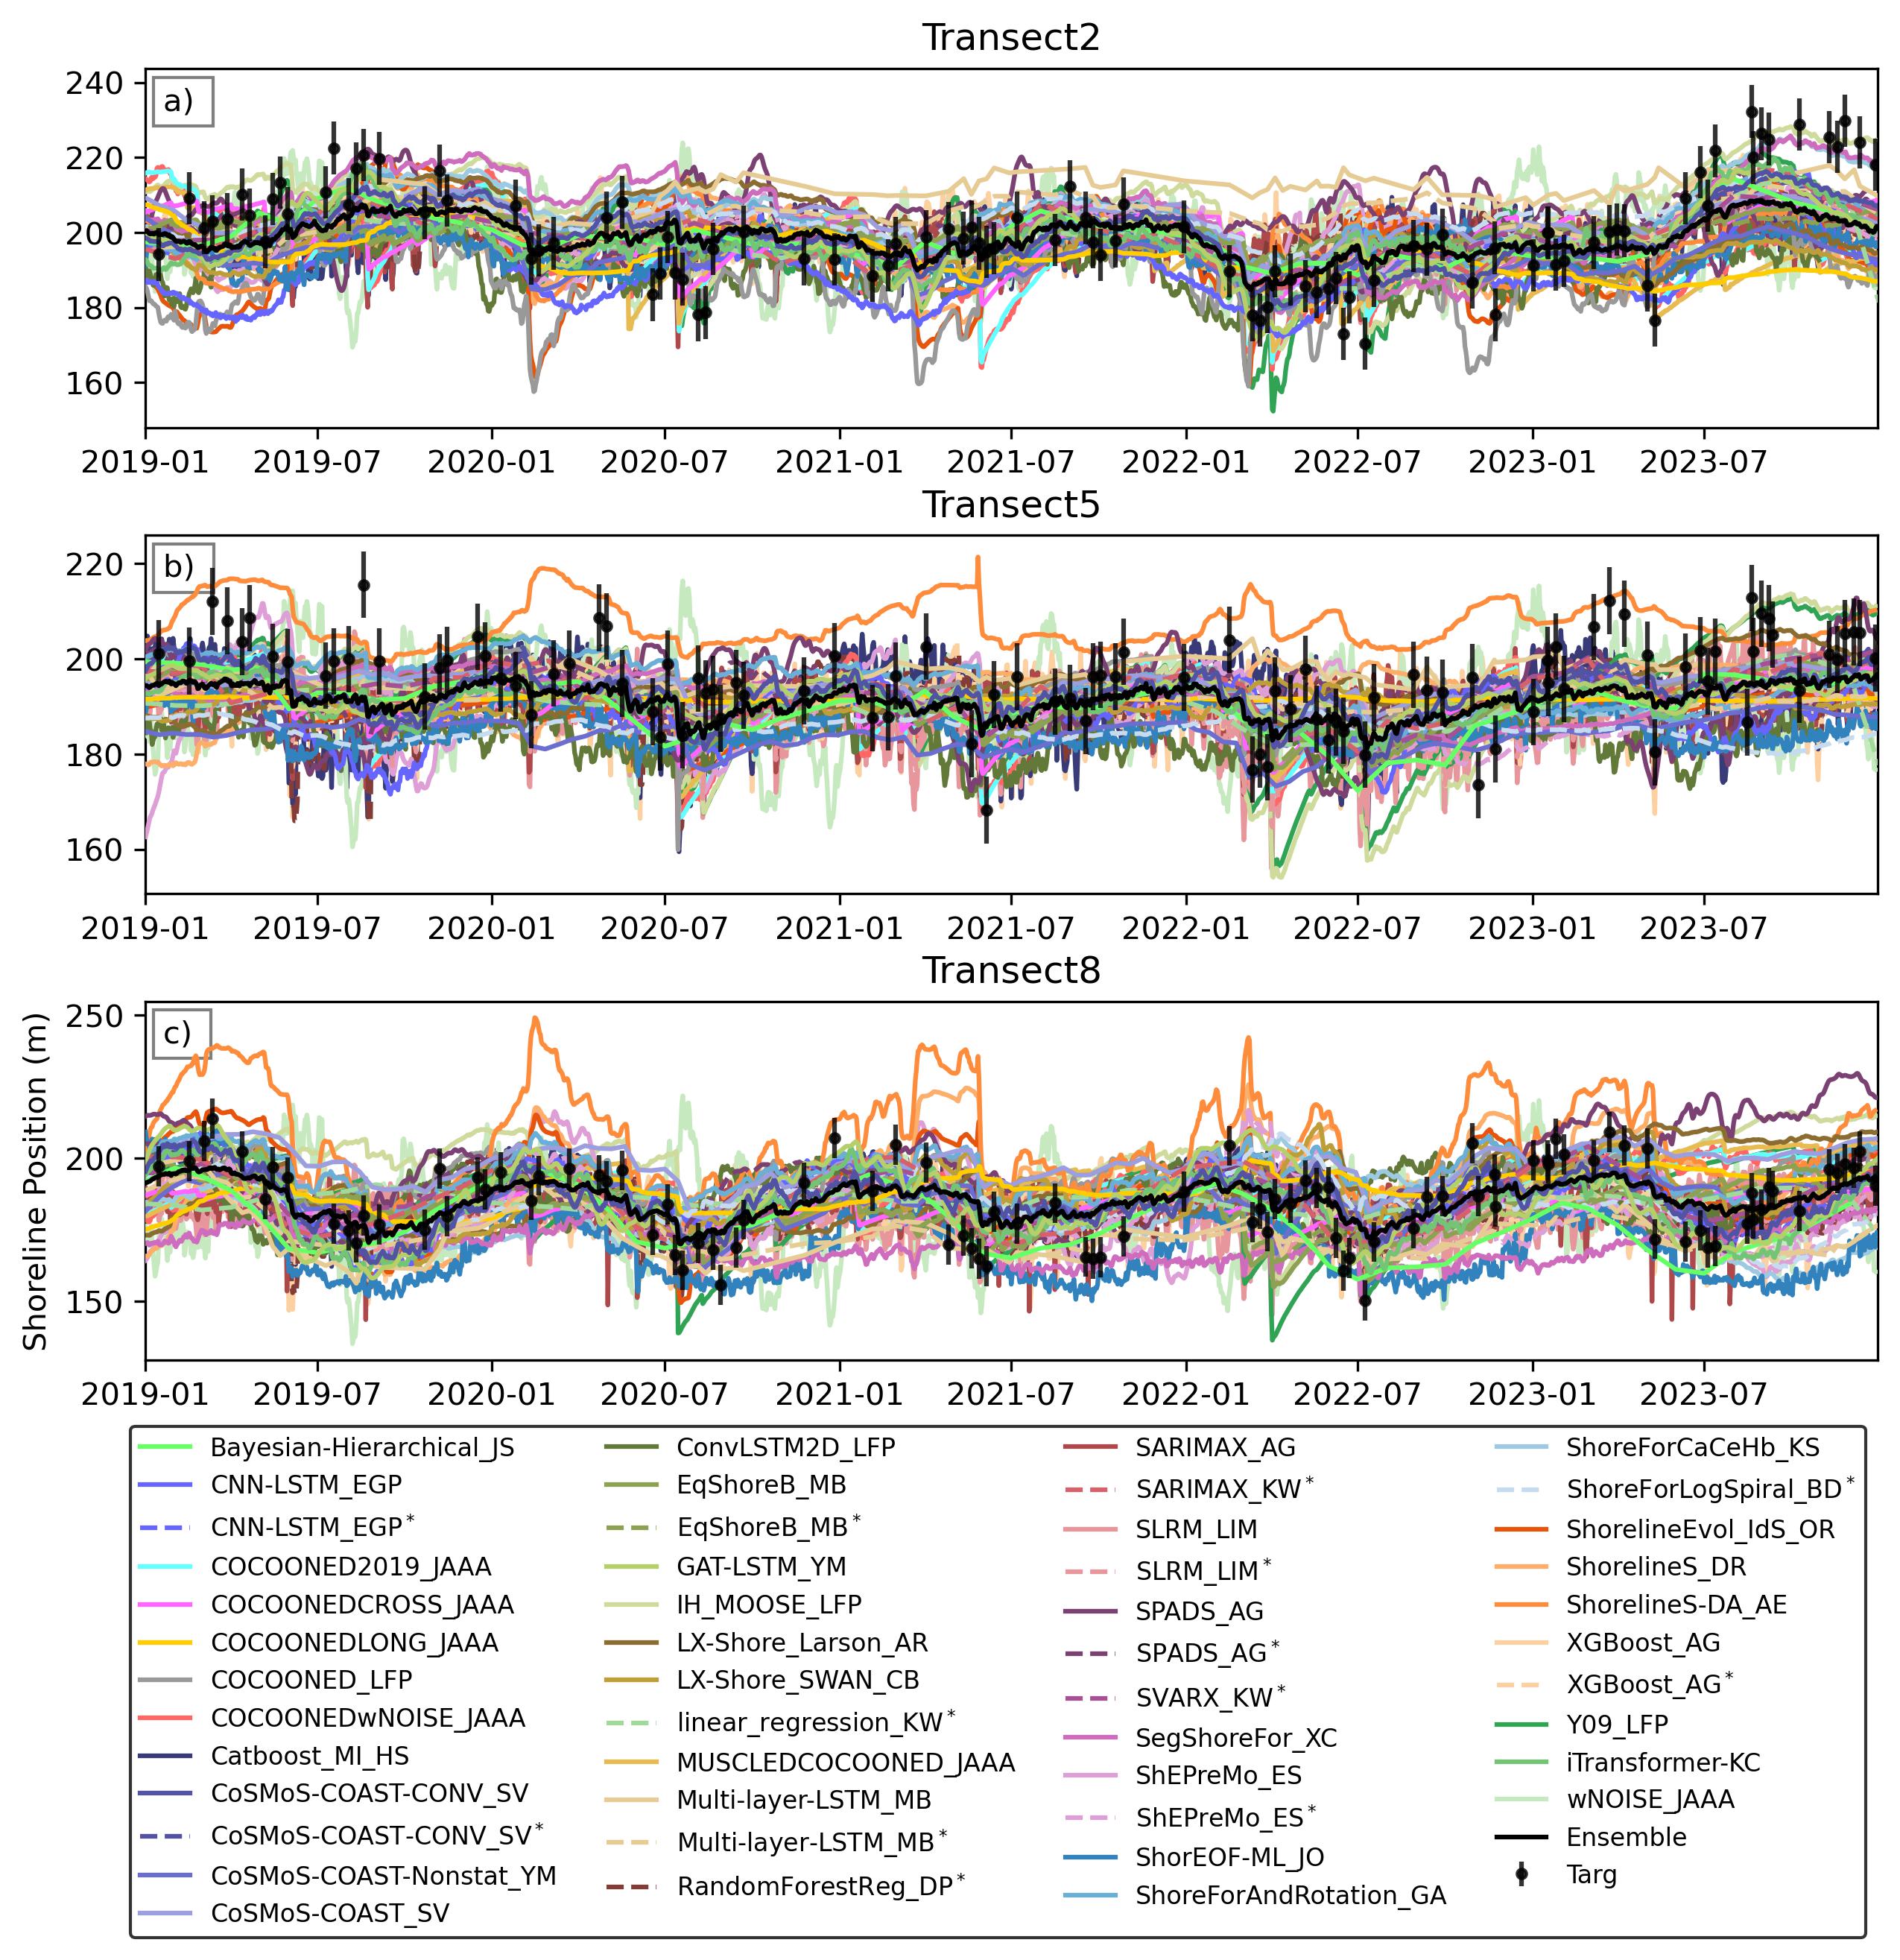 Transect2
a)
240
220
200
180
160
2019-01 2019-07 2020-01 2020-07 2021-01 2021-07 2022-01 2022-07 2023-01 2023-07
Transect5
b)
220
200
180
160
2019-01 2019-07 2020-01 2020-07 2021-01 2021-07 2022-01 2022-07 2023-01 2023-07
Transect8
c)
Shoreline Position (m)
250
200
150
2019-01 2019-07 2020-01 2020-07 2021-01 2021-07 2022-01 2022-07 2023-01 2023-07
Bayesian-Hierarchical_JS
CNN-LSTM_EGP
CNN-LSTM_EGP*
COCOONED2019_JAAA
COCOONEDCROSS_JAAA
COCOONEDLONG_JAAA
COCOONED_LFP
COCOONEDwNOISE_JAAA
Catboost_MI_HS
CoSMoS-COAST-CONV_SV
CoSMoS-COAST-CONV_SV*
CoSMoS-COAST-Nonstat_YM
CoSMoS-COAST_SV
ConvLSTM2D_LFP
EqShoreB_MB
EqShoreB_MB*
GAT-LSTM_YM
IH_MOOSE_LFP
LX-Shore_Larson_AR
LX-Shore_SWAN_CB
linear_regression_KW*
MUSCLEDCOCOONED_JAAA
Multi-layer-LSTM_MB
Multi-layer-LSTM_MB*
RandomForestReg_DP*
SARIMAX_AG
SARIMAX_KW*
SLRM_LIM
SLRM_LIM*
SPADS_AG
SPADS_AG*
SVARX_KW*
SegShoreFor_XC
ShEPreMo_ES
ShEPreMo_ES*
ShorEOF-ML_JO
ShoreForAndRotation_GA
ShoreForCaCeHb_KS
ShoreForLogSpiral_BD*
ShorelineEvol_IdS_OR
ShorelineS_DR
ShorelineS-DA_AE
XGBoost_AG
XGBoost_AG*
Y09_LFP
iTransformer-KC
wNOISE_JAAA
Ensemble
Targ